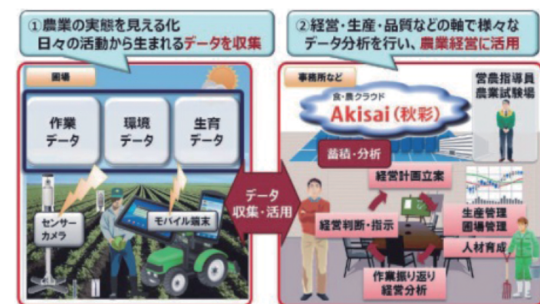 ①農業の実態を見える化
日々の活動から生まれるデータを収集
②経営・生産・品質などの軸で様々な
データ分析を行い、農業経営に活用
圃場
作業
データ
環境
データ
生育
データ
センサー
カメラ
モバイル端末
データ
収集・活用
事務所など
食・農クラウド
Akisai(秋彩)
営農指導員
農業試験場
蓄積・分析
経営計画立案
経営判断・指示
生産管理
圃場管理
人材育成
作業振り返り
経営分析